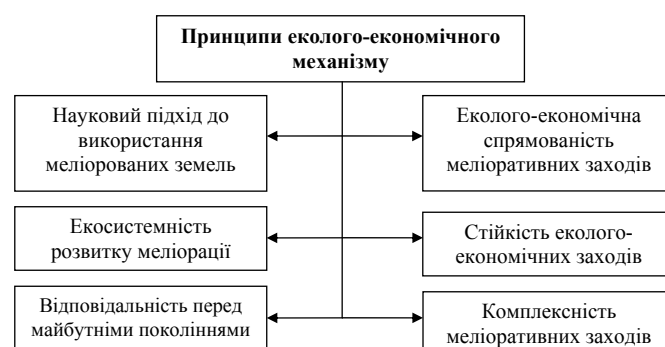 Принципи еколого-економічного
механізму
Науковий підхід до
використання
меліорованих земель
Еколого-економічна
спрямованість
меліоративних заходів
Екосистемність
розвитку меліорації
Стійкість еколого-
економічних заходів
Відповідальність перед
майбутніми поколіннями
Комплексність
меліоративних заходів